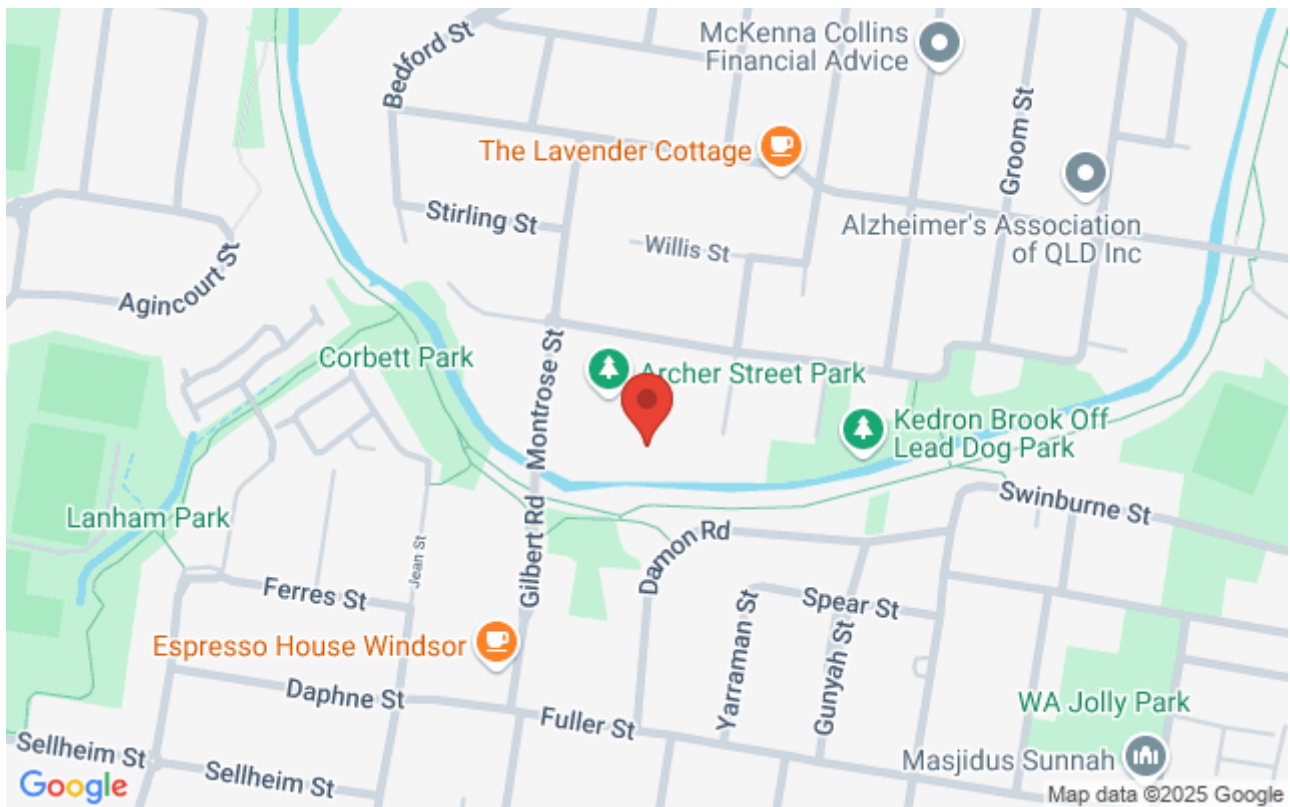 McKenna Collins
Financial Advice
Bedford St
Groom St
The Lavender Cottage
Stirling St
Willis St
Alzheimer's Association
of QLD Inc
Agincourt St
Corbett Park
Montrose St
Archer Street Park
Kedron Brook Off
Lead Dog Park
Swinburne St
Lanham Park
Jean St
Gilbert Rd
Damon Rd
Ferres St
Spear St
Espresso House Windsor
Yarraman St
Gunyah St
Daphne St
Fuller St
WA Jolly Park
Sellheim St
Sellheim St
Masjidus Sunnah
Google
Map data ©2025 Google